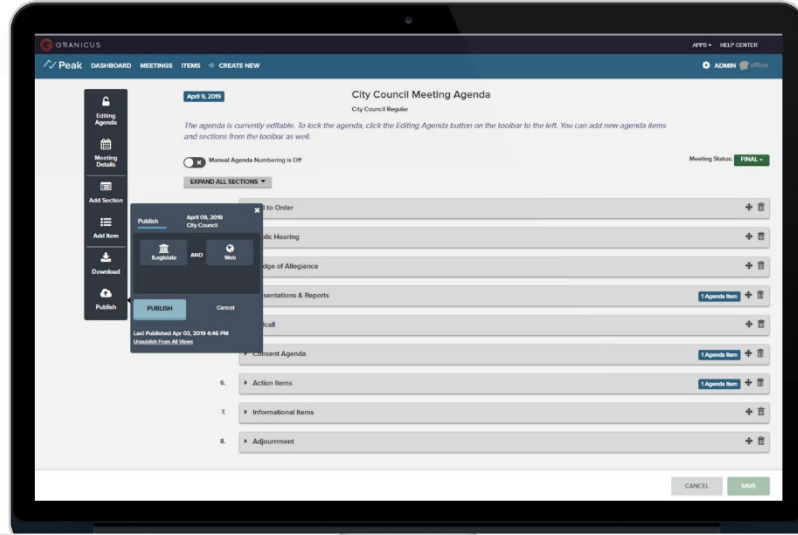 GRANICUS
APPS HELP CENTER
Peak DASHBOARD MEETINGS ITEMS + CREATE NEW
ADMIN offline
Editing
Agenda
Meeting
Details
Add Section
Add Item
Download
Publish
April 9, 2019
City Council Meeting Agenda
City Council Regular
The agenda is currently editable. To lock the agenda, click the Editing Agenda button on the toolbar to the left. You can add new agenda items
and sections from the toolbar as well.
Manual Agenda Numbering is Off
Meeting Status: FINAL
EXPAND ALL SECTIONS
Publish
April 09, 2019
City Council
iLegislate AND Web
PUBLISH Cancel
Last Published Apr 03, 2019 4:46 PM
Unpublish From All Views
to Order
Hearing
of Allegiance
& Reports 1 Agenda Item
Consent Agenda 1 Agenda Item
6. Action Items 1 Agenda Item
7. Informational Items
8. Adjournment
CANCEL SAVE